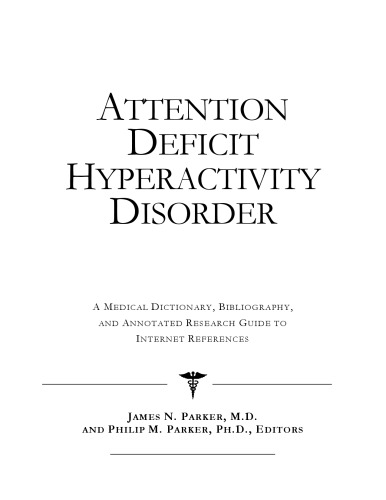 ATTENTION
DEFICIT
HYPERACTIVITY
DISORDER
A MEDICAL DICTIONARY, BIBLIOGRAPHY,
AND ANNOTATED RESEARCH GUIDE TO
INTERNET REFERENCES
JAMES N. PARKER, M.D.
AND PHILIP M. PARKER, PH.D., EDITORS